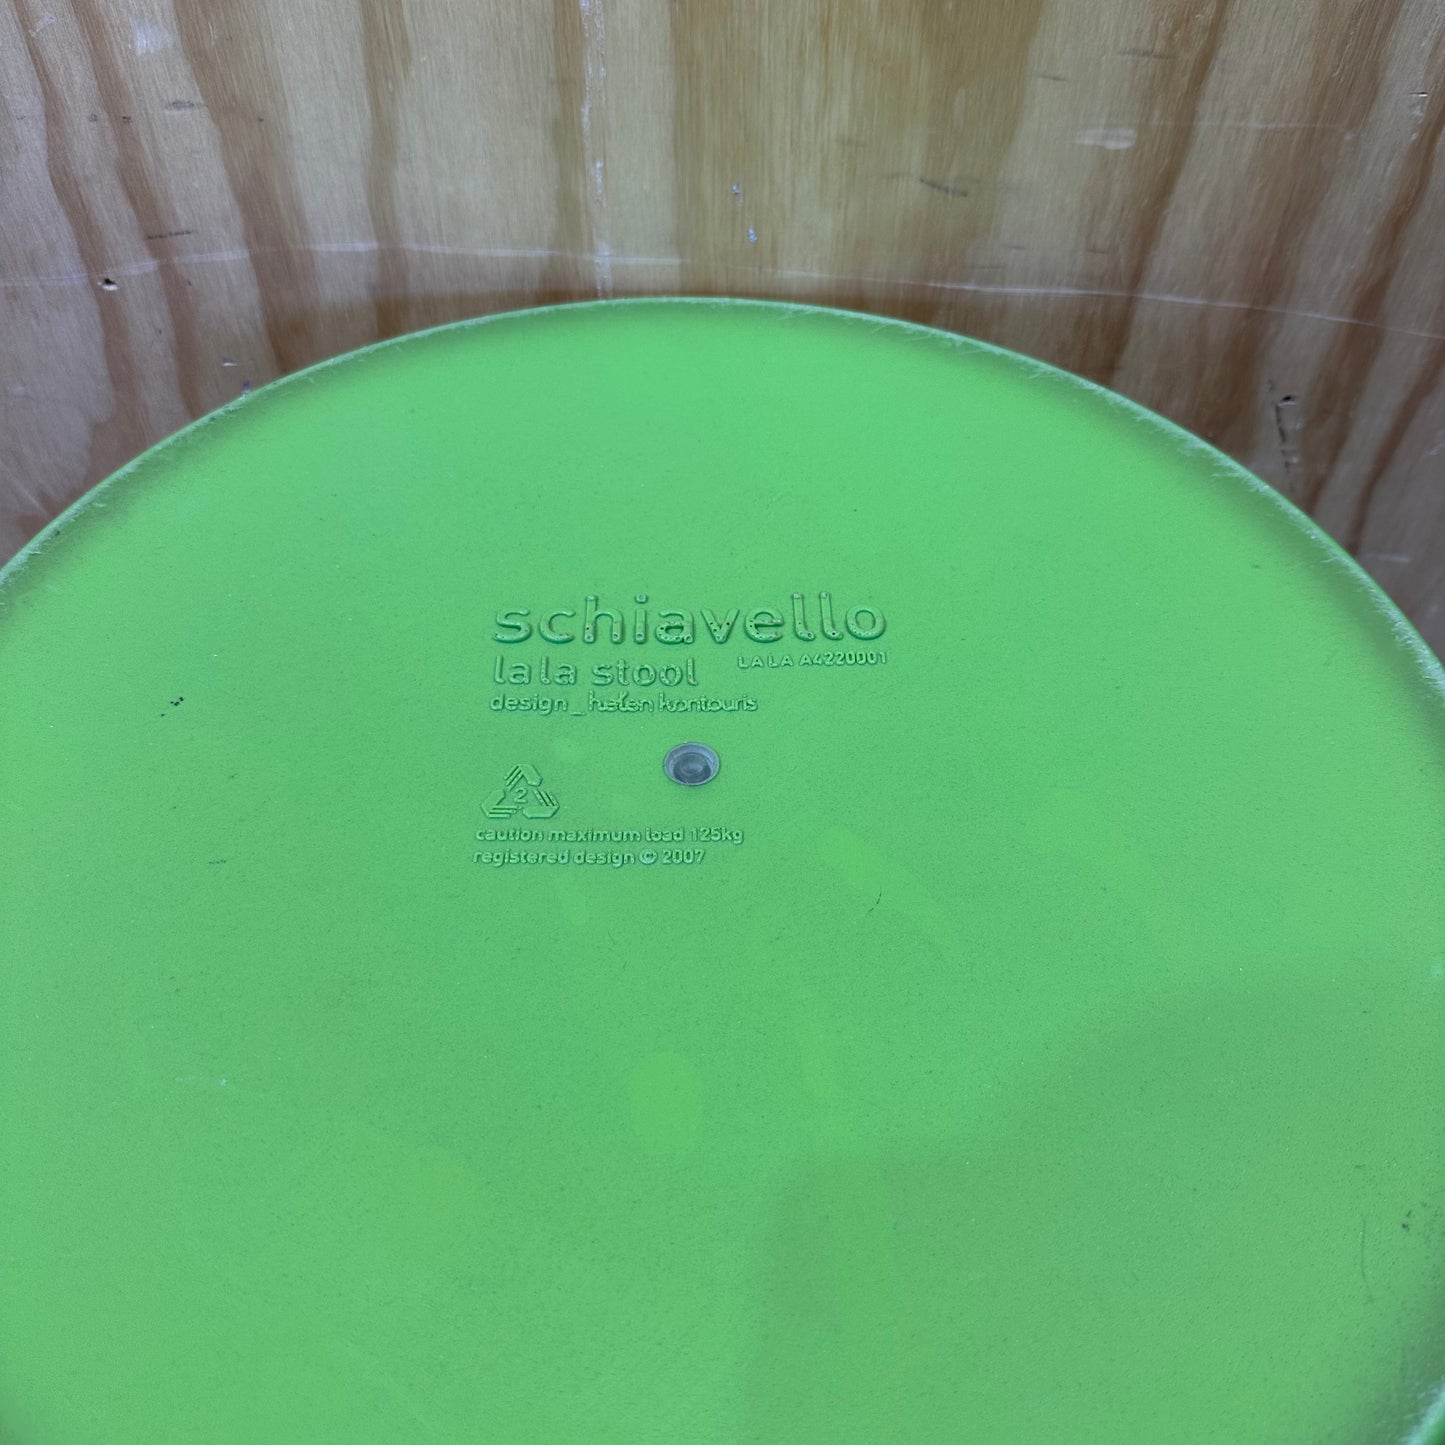 schiavello
la la stool LA LA A4220001
design_helen kontouris
2
caution maximum load 125kg
registered design © 2007